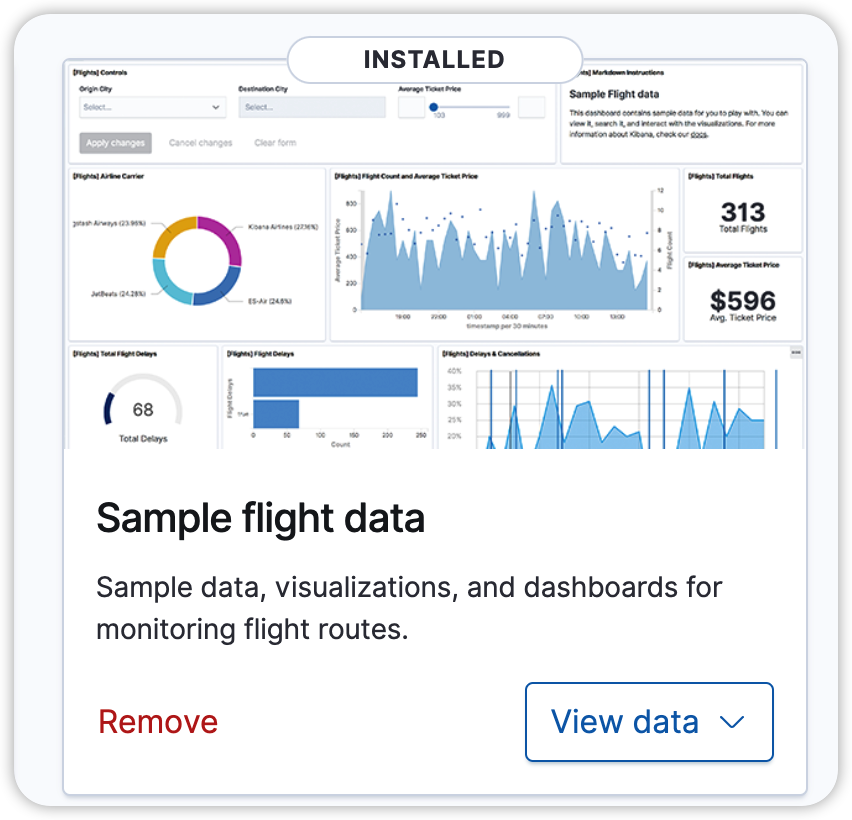 INSTALLED
[Flights] Controls
Origin City
Destination City
Average Ticket Price
Select...
Select...
103
999
Apply changes
Cancel changes
Clear form
Markdown Instructions
Sample Flight data
This dashboard contains sample data for you to play with. You can
view it, search it, and interact with the visualizations. For more
information about Kibana, check our docs.
[Flights] Airline Carrier
gstash Airways (23.96%)
Kibana Airlines (27.16%)
JetBeats (24.28%)
ES-Air (24.6%)
[Flights] Flight Count and Average Ticket Price
Average Ticket Price
800
600
400
200
0
12
10
8
6
4
2
0
Flight Count
19:00
22:00
01:00
04:00
07:00
10:00
13:00
timestamp per 30 minutes
[Flights] Total Flights
313
Total Flights
[Flights] Average Ticket Price
$596
Avg. Ticket Price
[Flights] Total Flight Delays
68
Total Delays
[Flights] Flight Delays
Flight Delays
true
0
50
100
150
200
250
Count
[Flights] Delays & Cancellations
40%
35%
30%
25%
20%
Sample flight data
Sample data, visualizations, and dashboards for
monitoring flight routes.
Remove
View data